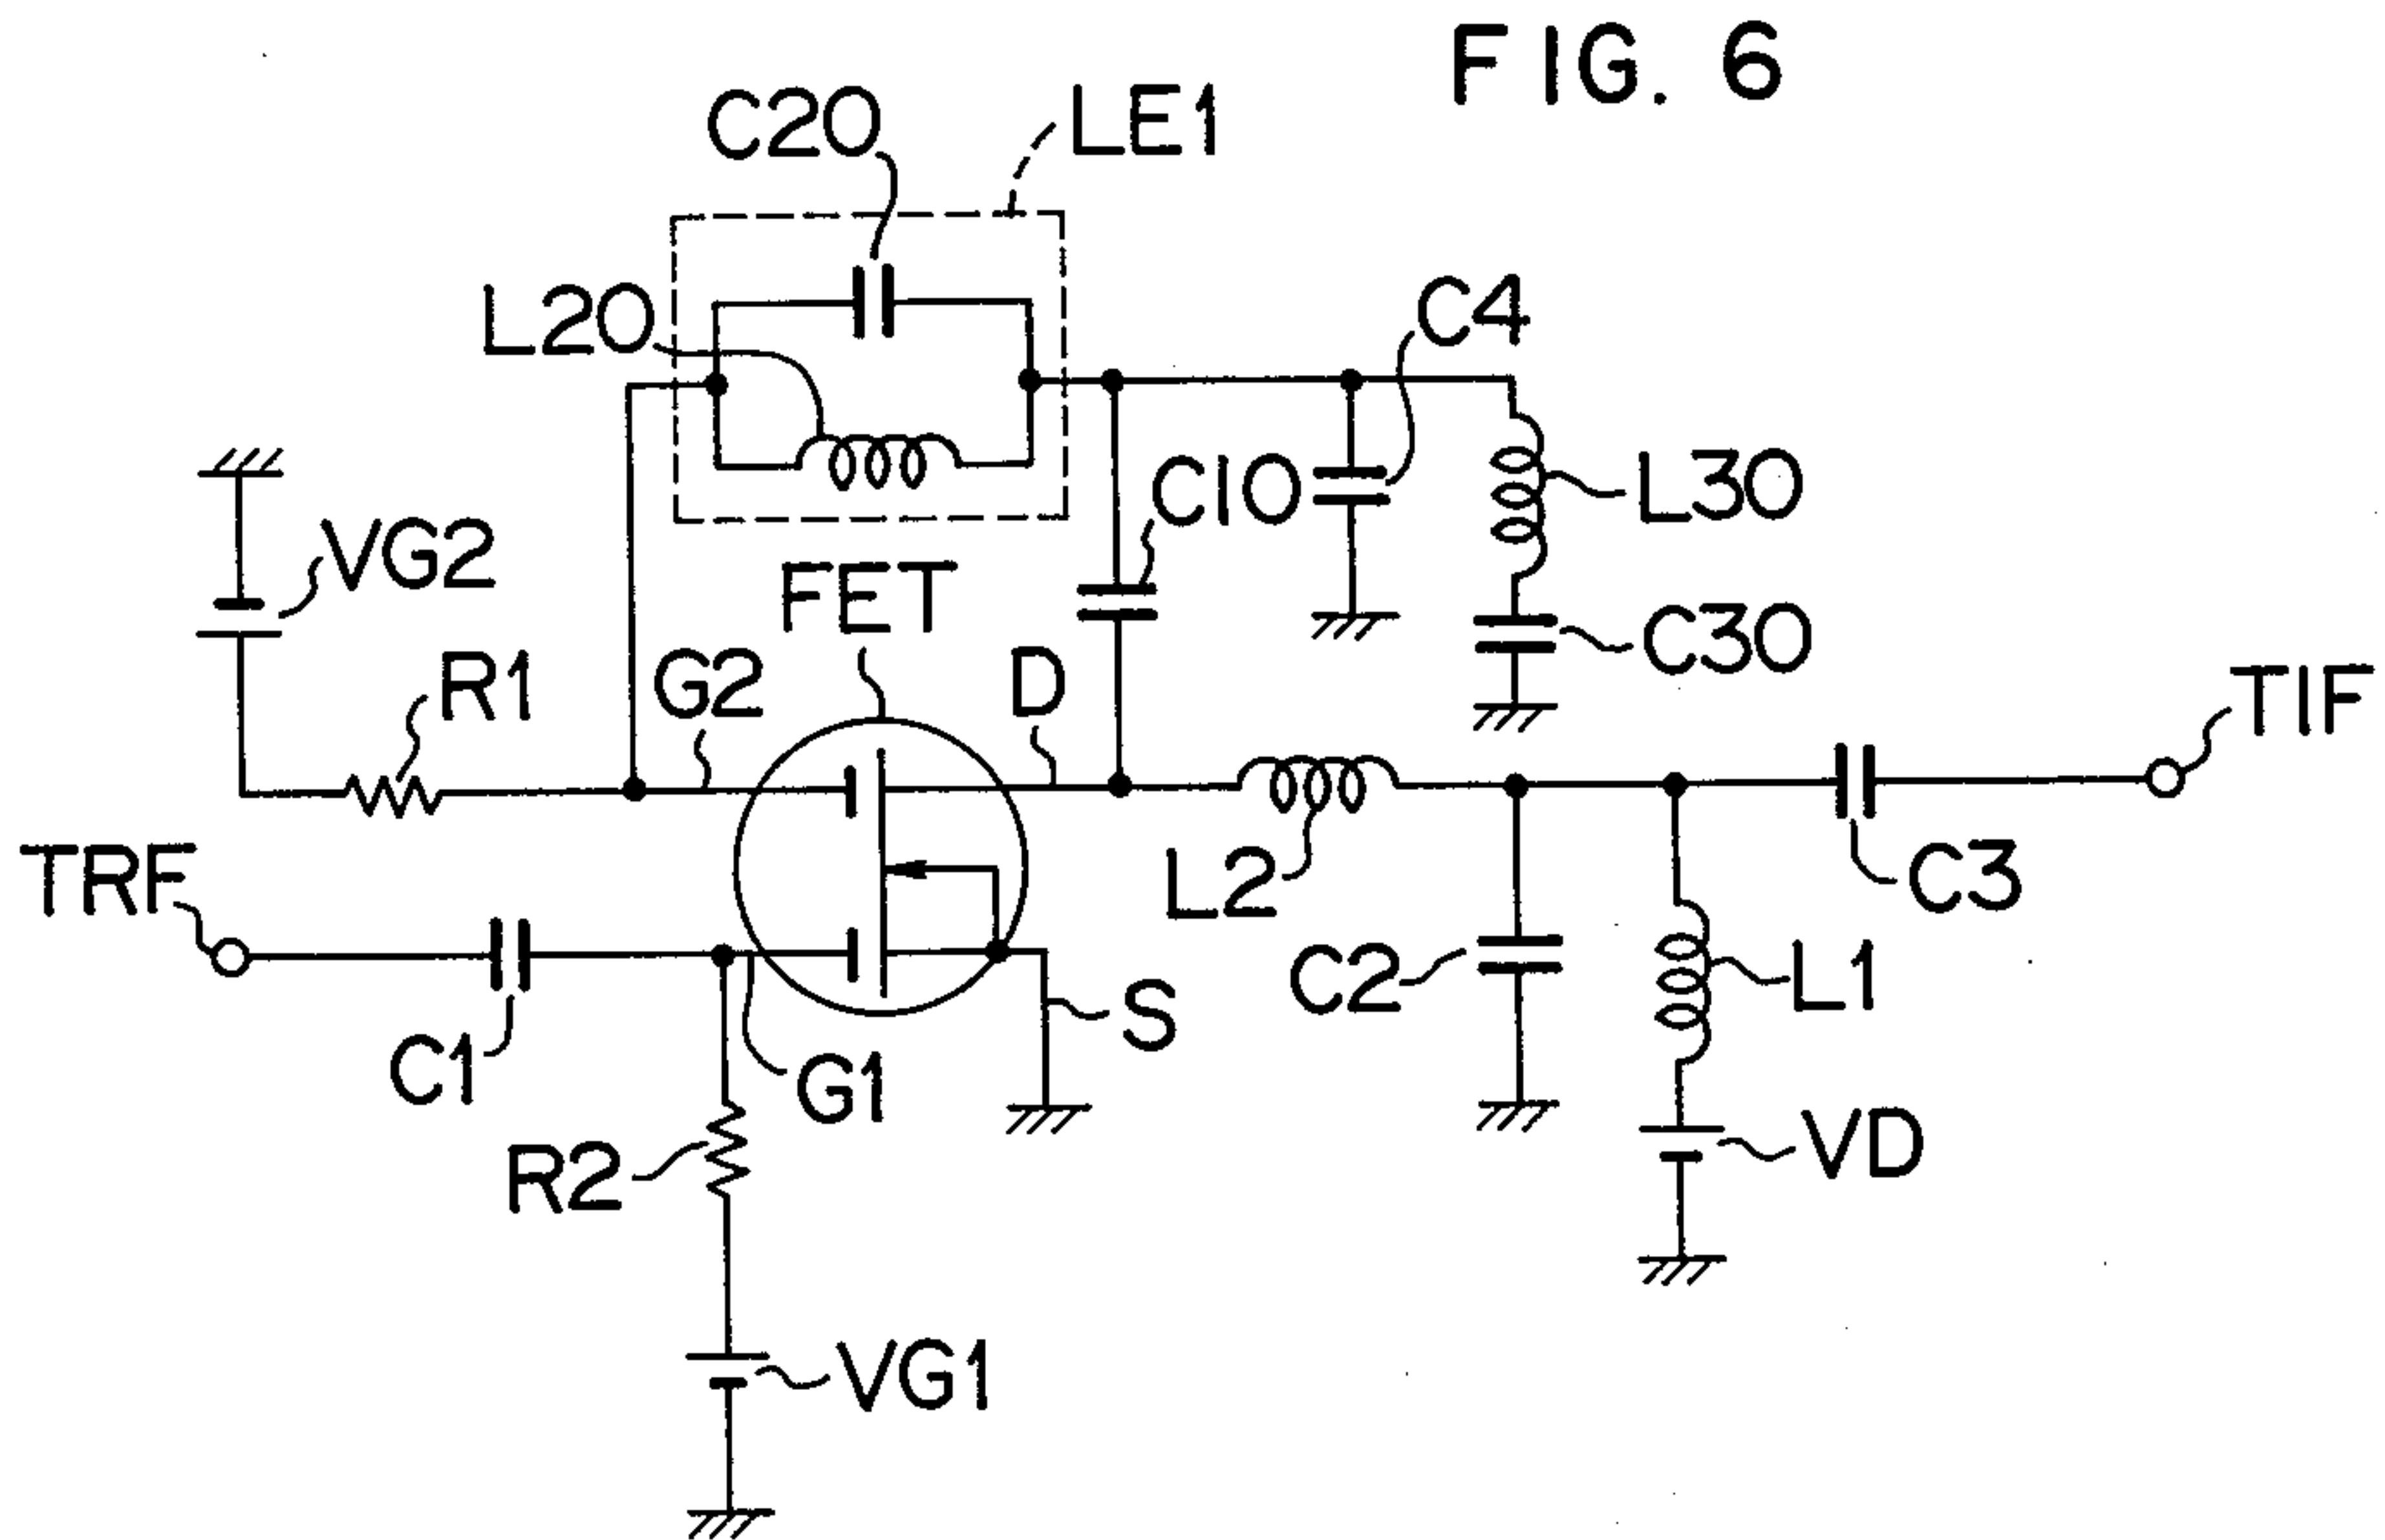 FIG. 6
C20
LE1
L20
C4
VG2
C10
L30
FET
C30
R1
G2
D
TIF
TRF
L2
C3
C2
L1
S
C1
G1
R2
VD
VG1